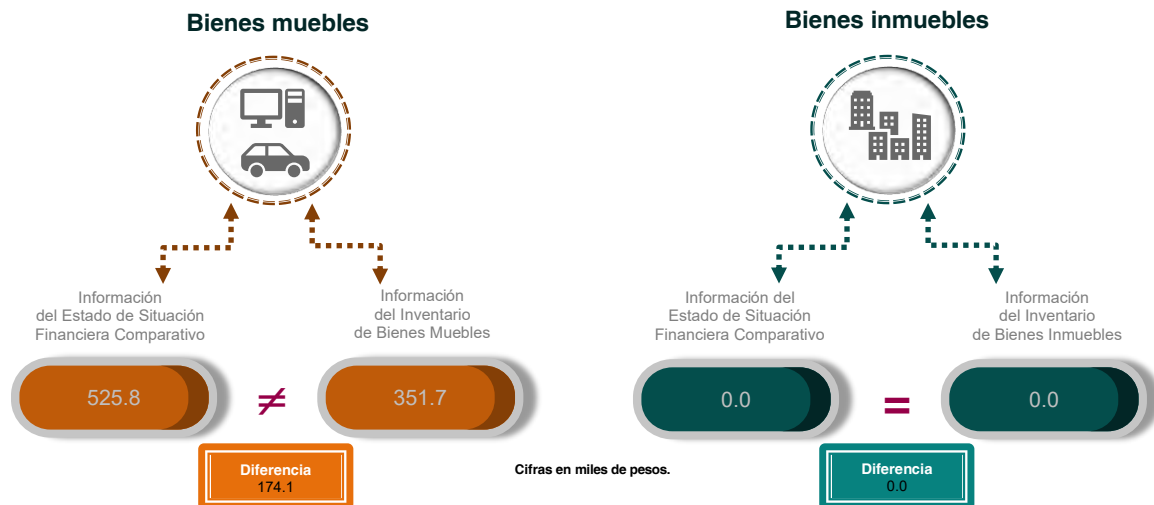 Bienes muebles
Información
del Estado de Situación
Financiera Comparativo
Información
del Inventario
de Bienes Muebles
525.8
≠
351.7
Diferencia
174.1
Cifras en miles de pesos.
Bienes inmuebles
Información del
Estado de Situación
Financiera Comparativo
Información
del Inventario
de Bienes Inmuebles
0.0
=
0.0
Diferencia
0.0